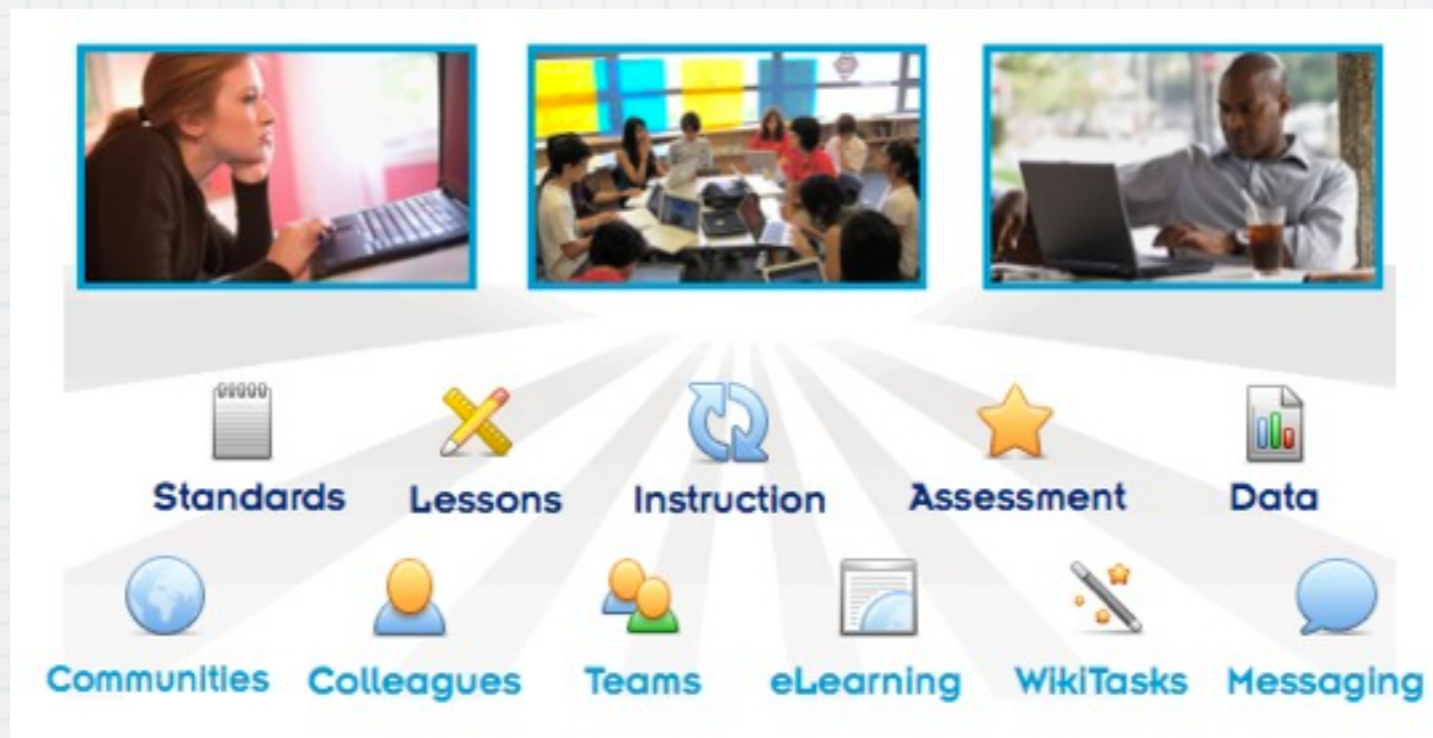 Standards Lessons Instruction Assessment Data
Communities Colleagues Teams eLearning WikiTasks Messaging